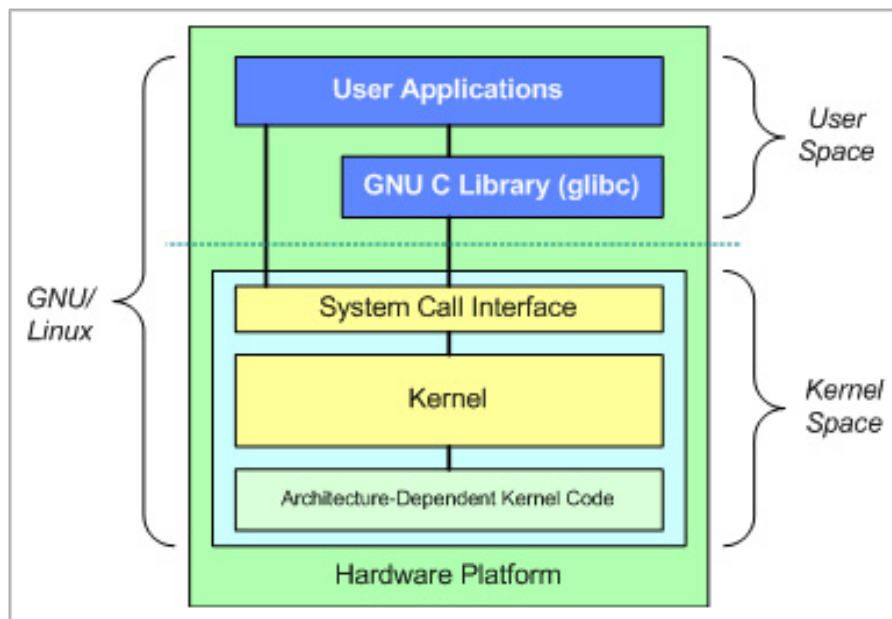 User Applications
GNU C Library (glibc)
User
Space
GNU/
Linux
System Call Interface
Kernel
Architecture-Dependent Kernel Code
Kernel
Space
Hardware Platform